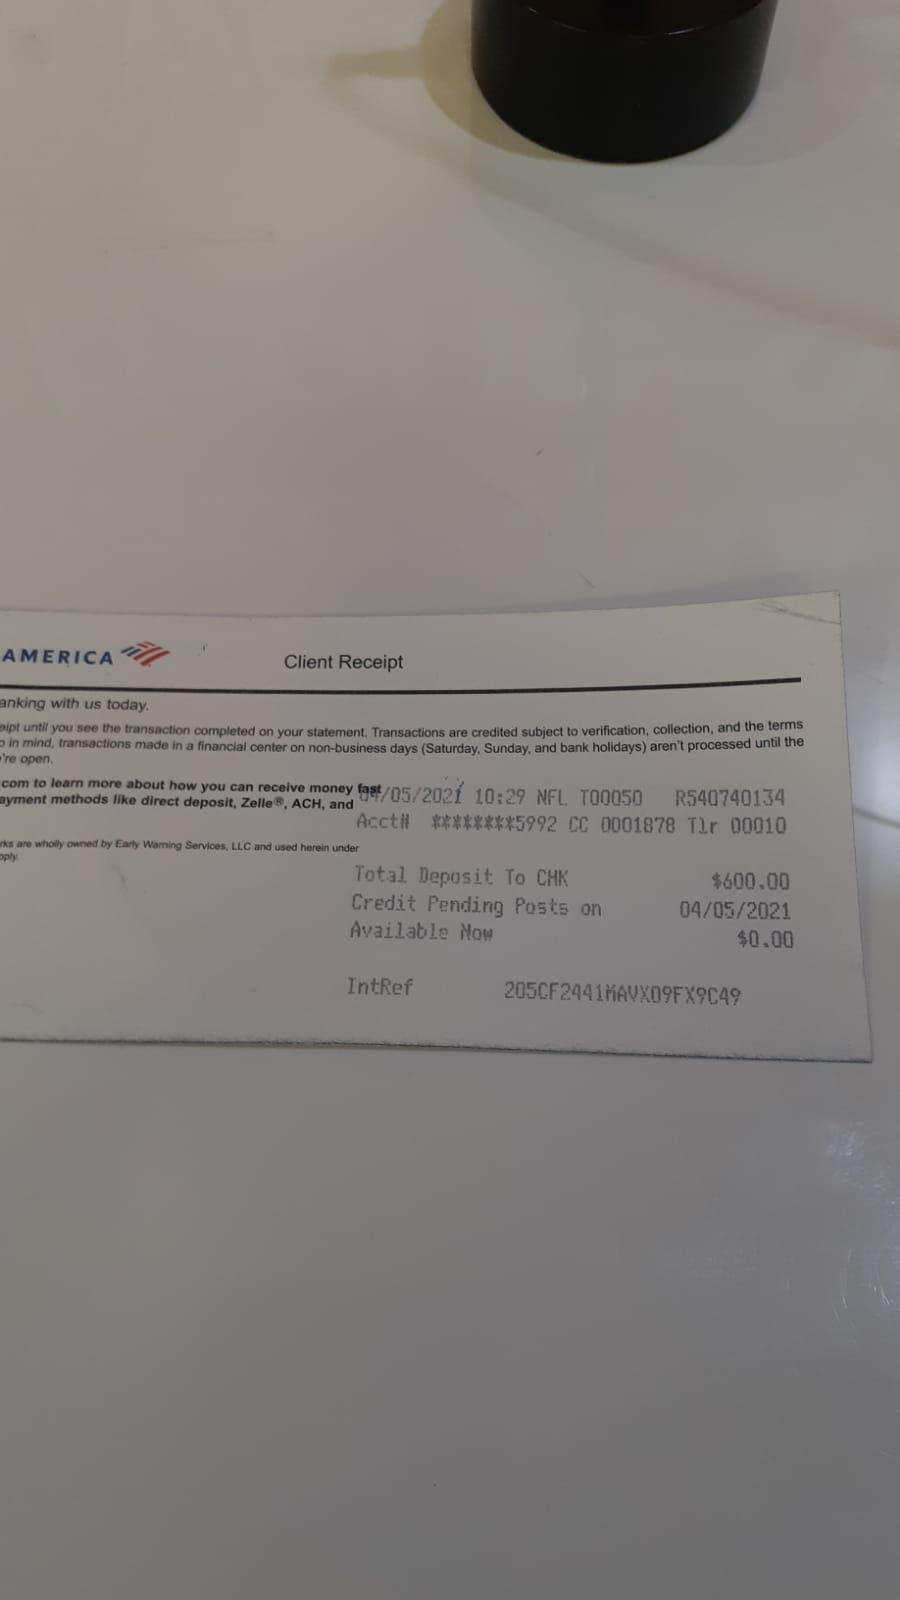 AMERICA
Client Receipt
anking with us today.
eipt until you see the transaction completed on your statement. Transactions are credited subject to verification, collection, and the terms
o in mind, transactions made in a financial center on non-business days (Saturday, Sunday, and bank holidays) aren't processed until the
're open.
com to learn more about how you can receive money fast
ayment methods like direct deposit, Zelle®, ACH, and
04/05/2021 10:29 NFL T00050 R540740134
Acct# ********5992 CC 0001878 Tlr 00010
rks are wholly owned by Early Warning Services, LLC and used herein under
pply.
Total Deposit To CHK $600.00
Credit Pending Posts on 04/05/2021
Available Now $0.00
IntRef 205CF2441MAVX09FX9C49